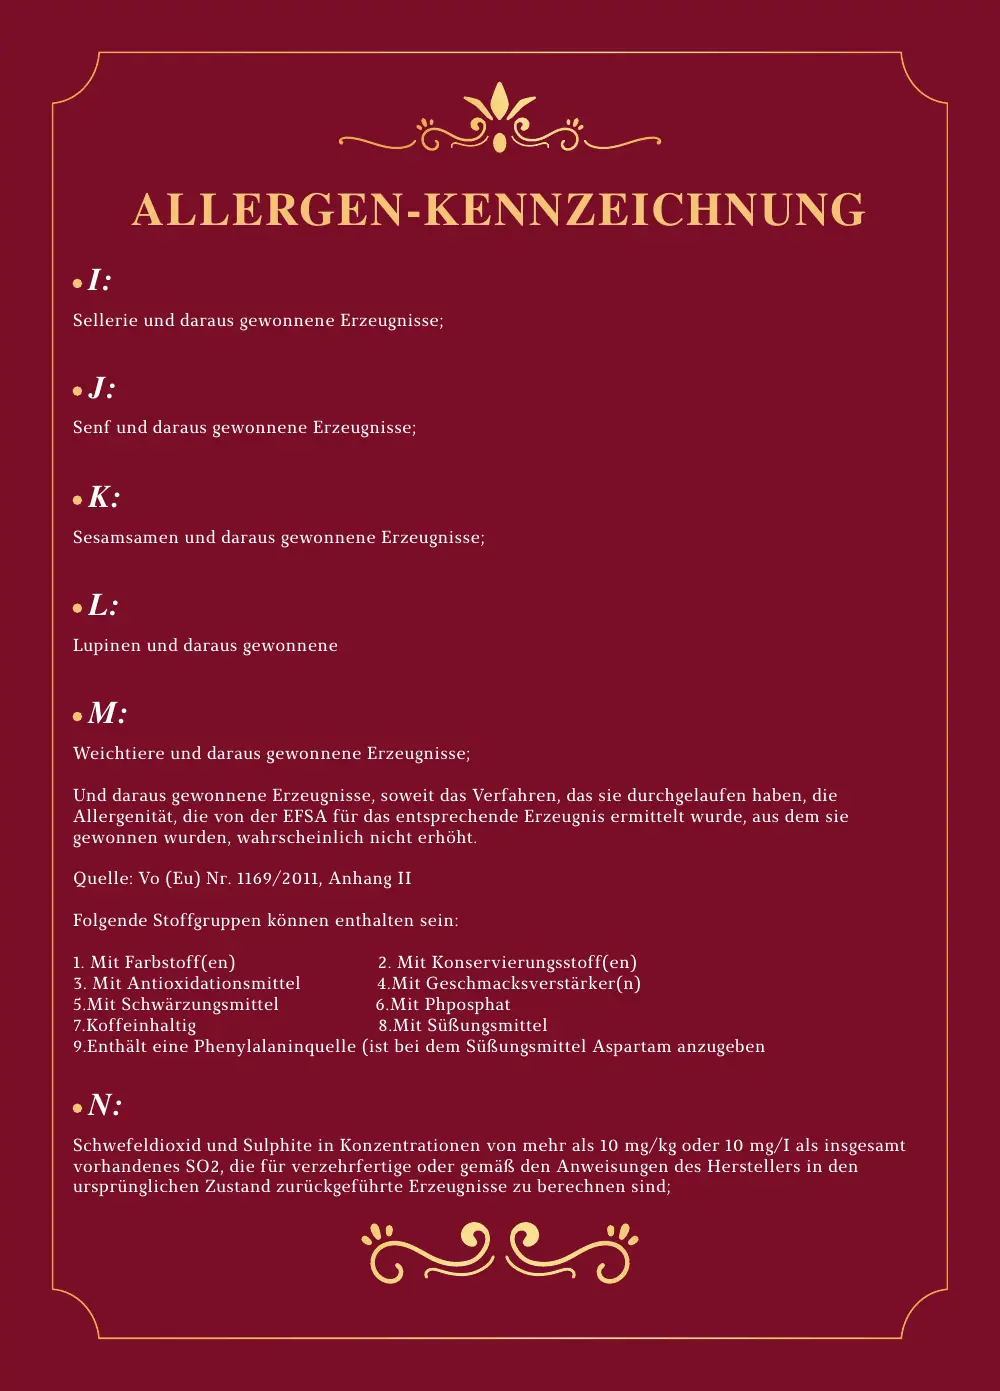 ALLERGEN-KENNZEICHNUNG
I:
Sellerie und daraus gewonnene Erzeugnisse;
J:
Senf und daraus gewonnene Erzeugnisse;
K:
Sesamsamen und daraus gewonnene Erzeugnisse;
L:
Lupinen und daraus gewonnene
M:
Weichtiere und daraus gewonnene Erzeugnisse;
Und daraus gewonnene Erzeugnisse, soweit das Verfahren, das sie durchgelaufen haben, die
Allergenität, die von der EFSA für das entsprechende Erzeugnis ermittelt wurde, aus dem sie
gewonnen wurden, wahrscheinlich nicht erhöht.
Quelle: Vo (Eu) Nr. 1169/2011, Anhang II
Folgende Stoffgruppen können enthalten sein:
1. Mit Farbstoff(en) 2. Mit Konservierungsstoff(en)
3. Mit Antioxidationsmittel 4.Mit Geschmacksverstärker(n)
5.Mit Schwärzungsmittel 6.Mit Phposphat
7.Koffeinhaltig 8.Mit Süßungsmittel
9.Enthält eine Phenylalaninquelle (ist bei dem Süßungsmittel Aspartam anzugeben
N:
Schwefeldioxid und Sulphite in Konzentrationen von mehr als 10 mg/kg oder 10 mg/I als insgesamt
vorhandenes SO2, die für verzehrfertige oder gemäß den Anweisungen des Herstellers in den
ursprünglichen Zustand zurückgeführte Erzeugnisse zu berechnen sind;